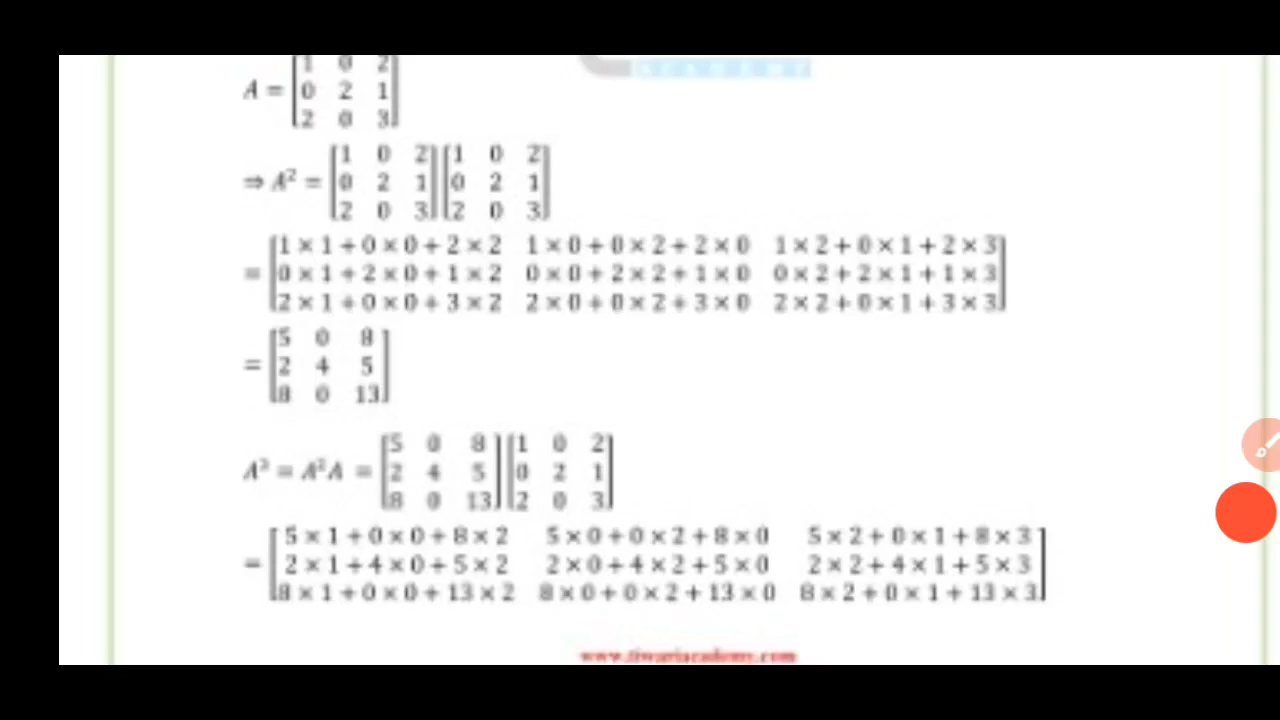 ACADEMY
A = [1 0 2
0 2 1
2 0 3]
⇒ A² = [1 0 2 0 2 1 2 0 3] [1 0 2 0 2 1 2 0 3]
= [1 × 1 + 0 × 0 + 2 × 2 1 × 0 + 0 × 2 + 2 × 0 1 × 2 + 0 × 1 + 2 × 3
0 × 1 + 2 × 0 + 1 × 2 0 × 0 + 2 × 2 + 1 × 0 0 × 2 + 2 × 1 + 1 × 3
2 × 1 + 0 × 0 + 3 × 2 2 × 0 + 0 × 2 + 3 × 0 2 × 2 + 0 × 1 + 3 × 3]
= [5 0 8
2 4 5
8 0 13]
A³ = A²A = [5 0 8 2 4 5 8 0 13] [1 0 2 0 2 1 2 0 3]
= [5 × 1 + 0 × 0 + 8 × 2 5 × 0 + 0 × 2 + 8 × 0 5 × 2 + 0 × 1 + 8 × 3
2 × 1 + 4 × 0 + 5 × 2 2 × 0 + 4 × 2 + 5 × 0 2 × 2 + 4 × 1 + 5 × 3
8 × 1 + 0 × 0 + 13 × 2 8 × 0 + 0 × 2 + 13 × 0 8 × 2 + 0 × 1 + 13 × 3]
www.tiwariacademy.com